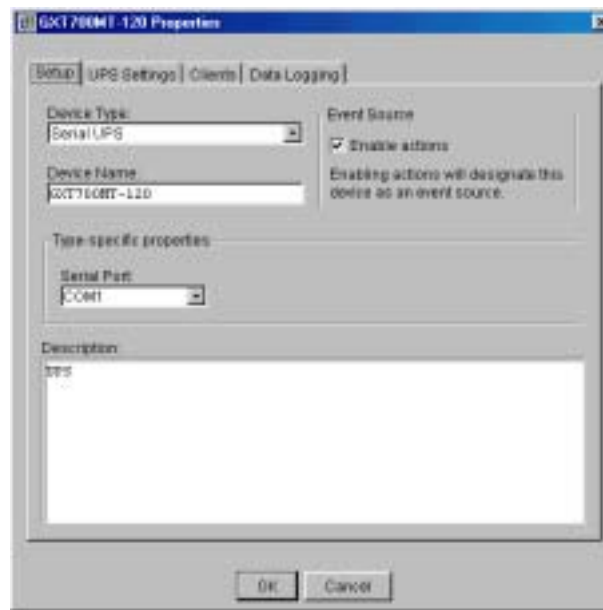 GXT700MT-120 Properties
Setup UPS Settings Clients Data Logging
Device Type:
Serial UPS
Device Name:
GXT700MT-120
Event Source
Enable actions
Enabling actions will designate this
device as an event source.
Type-specific properties
Serial Port:
COM1
Description:
UPS
OK Cancel